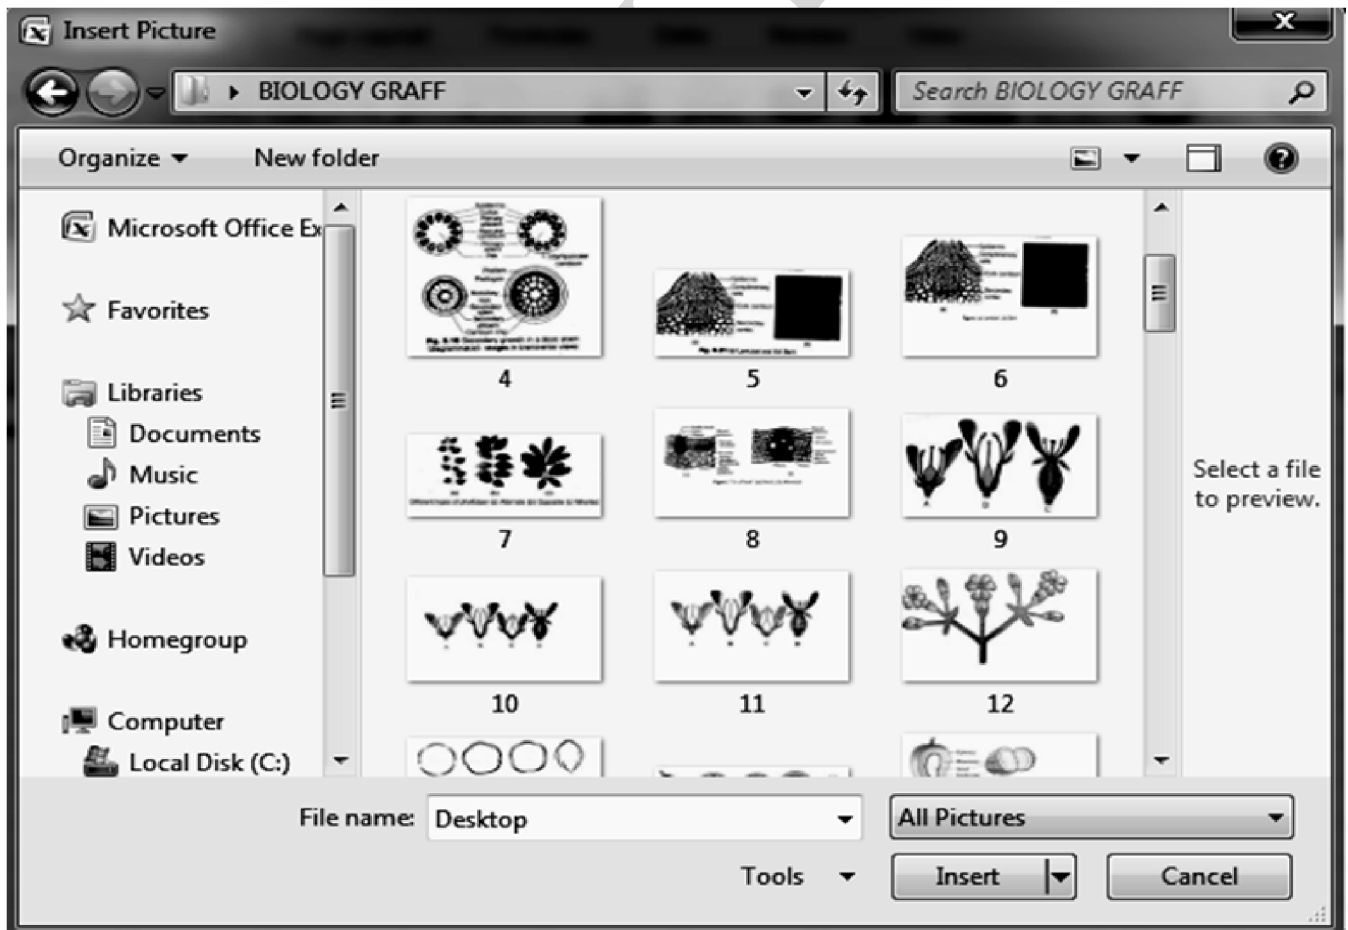 Insert Picture
BIOLOGY GRAFF
Search BIOLOGY GRAFF
Organize
New folder
Microsoft Office Ex
Favorites
Libraries
Documents
Music
Pictures
Videos
Homegroup
Computer
Local Disk (C:)
4
5
6
7
8
9
10
11
12
Select a file
to preview.
File name: Desktop
All Pictures
Tools
Insert
Cancel